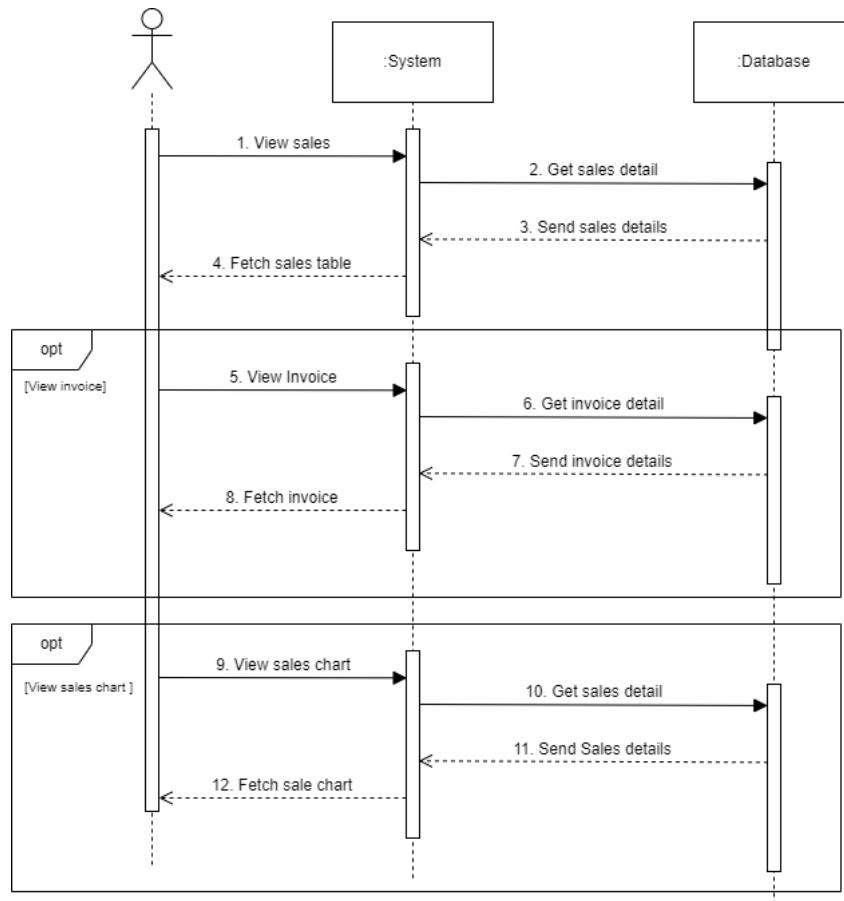 :System
:Database
1. View sales
2. Get sales detail
3. Send sales details
4. Fetch sales table
opt
[View invoice]
5. View Invoice
6. Get invoice detail
7. Send invoice details
8. Fetch invoice
opt
[View sales chart ]
9. View sales chart
10. Get sales detail
11. Send Sales details
12. Fetch sale chart